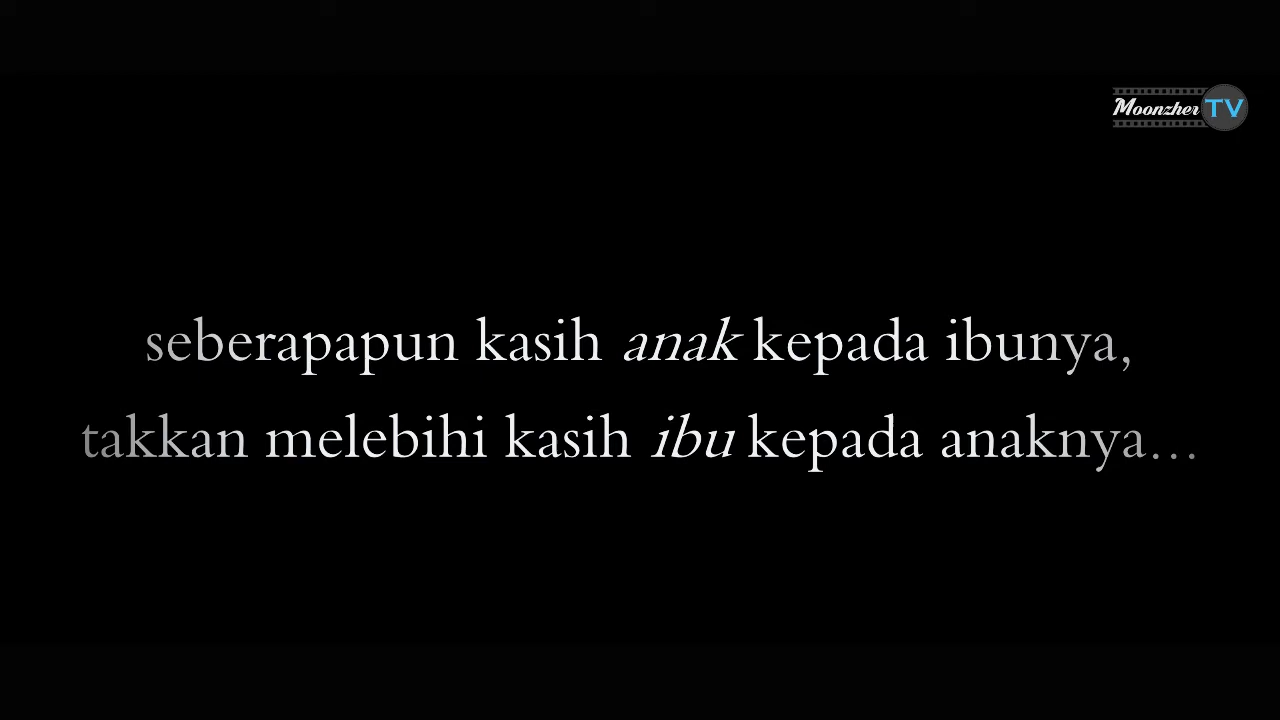 Moonzher TV
seberapapun kasih anak kepada ibunya,
takkan melebihi kasih ibu kepada anaknya...